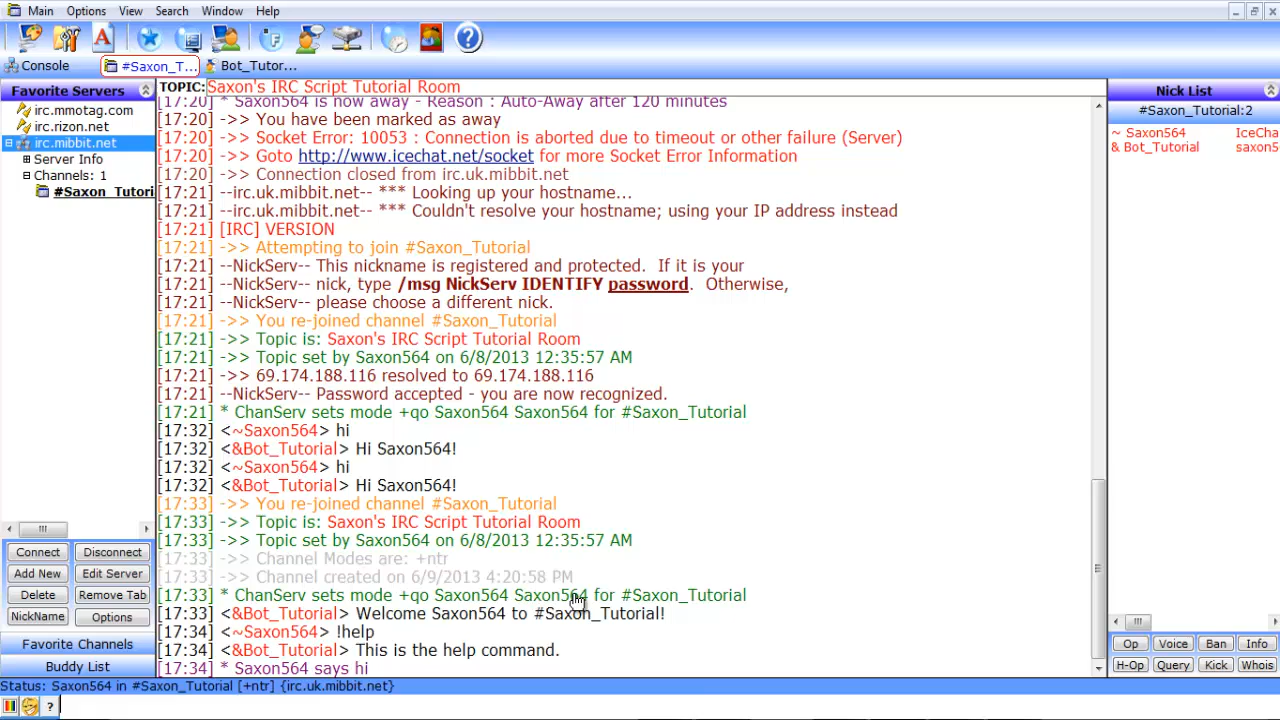 Main Options View Search Window Help
Console #Saxon_T... Bot_Tutor...
Favorite Servers
irc.mmotag.com
irc.rizon.net
irc.mibbit.net
Server Info
Channels: 1
#Saxon_Tutori
Connect Disconnect
Add New Edit Server
Delete Remove Tab
NickName Options
Favorite Channels
Buddy List
TOPIC:Saxon's IRC Script Tutorial Room
[17:20] * Saxon564 is now away - Reason : Auto-Away after 120 minutes
[17:20] ->> You have been marked as away
[17:20] ->> Socket Error: 10053 : Connection is aborted due to timeout or other failure (Server)
[17:20] ->> Goto http://www.icechat.net/socket for more Socket Error Information
[17:20] ->> Connection closed from irc.uk.mibbit.net
[17:21] --irc.uk.mibbit.net-- *** Looking up your hostname...
[17:21] --irc.uk.mibbit.net-- *** Couldn't resolve your hostname; using your IP address instead
[17:21] [IRC] VERSION
[17:21] ->> Attempting to join #Saxon_Tutorial
[17:21] --NickServ-- This nickname is registered and protected.  If it is your
[17:21] --NickServ-- nick, type /msg NickServ IDENTIFY password.  Otherwise,
[17:21] --NickServ-- please choose a different nick.
[17:21] ->> You re-joined channel #Saxon_Tutorial
[17:21] ->> Topic is: Saxon's IRC Script Tutorial Room
[17:21] ->> Topic set by Saxon564 on 6/8/2013 12:35:57 AM
[17:21] ->> 69.174.188.116 resolved to 69.174.188.116
[17:21] --NickServ-- Password accepted - you are now recognized.
[17:21] * ChanServ sets mode +qo Saxon564 Saxon564 for #Saxon_Tutorial
[17:32] <~Saxon564> hi
[17:32] <&Bot_Tutorial> Hi Saxon564!
[17:32] <~Saxon564> hi
[17:32] <&Bot_Tutorial> Hi Saxon564!
[17:33] ->> You re-joined channel #Saxon_Tutorial
[17:33] ->> Topic is: Saxon's IRC Script Tutorial Room
[17:33] ->> Topic set by Saxon564 on 6/8/2013 12:35:57 AM
[17:33] ->> Channel Modes are: +ntr
[17:33] ->> Channel created on 6/9/2013 4:20:58 PM
[17:33] * ChanServ sets mode +qo Saxon564 Saxon564 for #Saxon_Tutorial
[17:33] <&Bot_Tutorial> Welcome Saxon564 to #Saxon_Tutorial!
[17:34] <~Saxon564> !help
[17:34] <&Bot_Tutorial> This is the help command.
[17:34] * Saxon564 says hi
Nick List
#Saxon_Tutorial:2
~ Saxon564 IceCha
& Bot_Tutorial saxon5
Op Voice Ban Info
H-Op Query Kick Whois
Status: Saxon564 in #Saxon_Tutorial [+ntr] {irc.uk.mibbit.net}